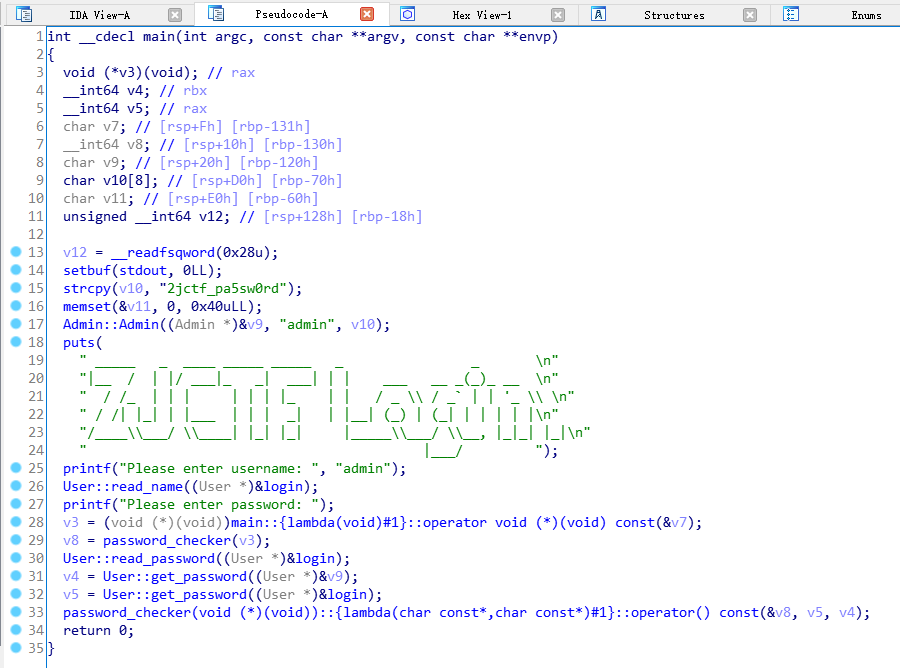 IDA View-A Pseudocode-A Hex View-1 Structures Enums
1 int __cdecl main(int argc, const char **argv, const char **envp)
2 {
3 void (*v3)(void); // rax
4 __int64 v4; // rbx
5 __int64 v5; // rax
6 char v7; // [rsp+Fh] [rbp-131h]
7 __int64 v8; // [rsp+10h] [rbp-130h]
8 char v9; // [rsp+20h] [rbp-120h]
9 char v10[8]; // [rsp+D0h] [rbp-70h]
10 char v11; // [rsp+E0h] [rbp-60h]
11 unsigned __int64 v12; // [rsp+128h] [rbp-18h]
12
13 v12 = __readfsqword(0x28u);
14 setbuf(stdout, 0LL);
15 strcpy(v10, "2jctf_pa5sw0rd");
16 memset(&v11, 0, 0x40uLL);
17 Admin::Admin((Admin *)&v9, "admin", v10);
18 puts(
19 " _____   _  ____ _____ _____   _                _       \n"
20 "|__  /  | |/ ___|_   _|  ___| | |    ___   __ _(_)_ __  \n"
21 "  / /_  | | |     | | | |_    | |   / _ \\ / _` | | '_ \\ \n"
22 " / /| |_| | |___  | | |  _|   | |__| (_) | (_| | | | | |\n"
23 "/____\\___/ \\____| |_| |_|     |_____\\___/ \\__, |_|_| |_|\n"
24 "                                          |___/         ");
25 printf("Please enter username: ", "admin");
26 User::read_name((User *)&login);
27 printf("Please enter password: ");
28 v3 = (void (*)(void))main::{lambda(void)#1}::operator void (*)(void) const(&v7);
29 v8 = password_checker(v3);
30 User::read_password((User *)&login);
31 v4 = User::get_password((User *)&v9);
32 v5 = User::get_password((User *)&login);
33 password_checker(void (*)(void))::{lambda(char const*,char const*)#1}::operator() const(&v8, v5, v4);
34 return 0;
35 }